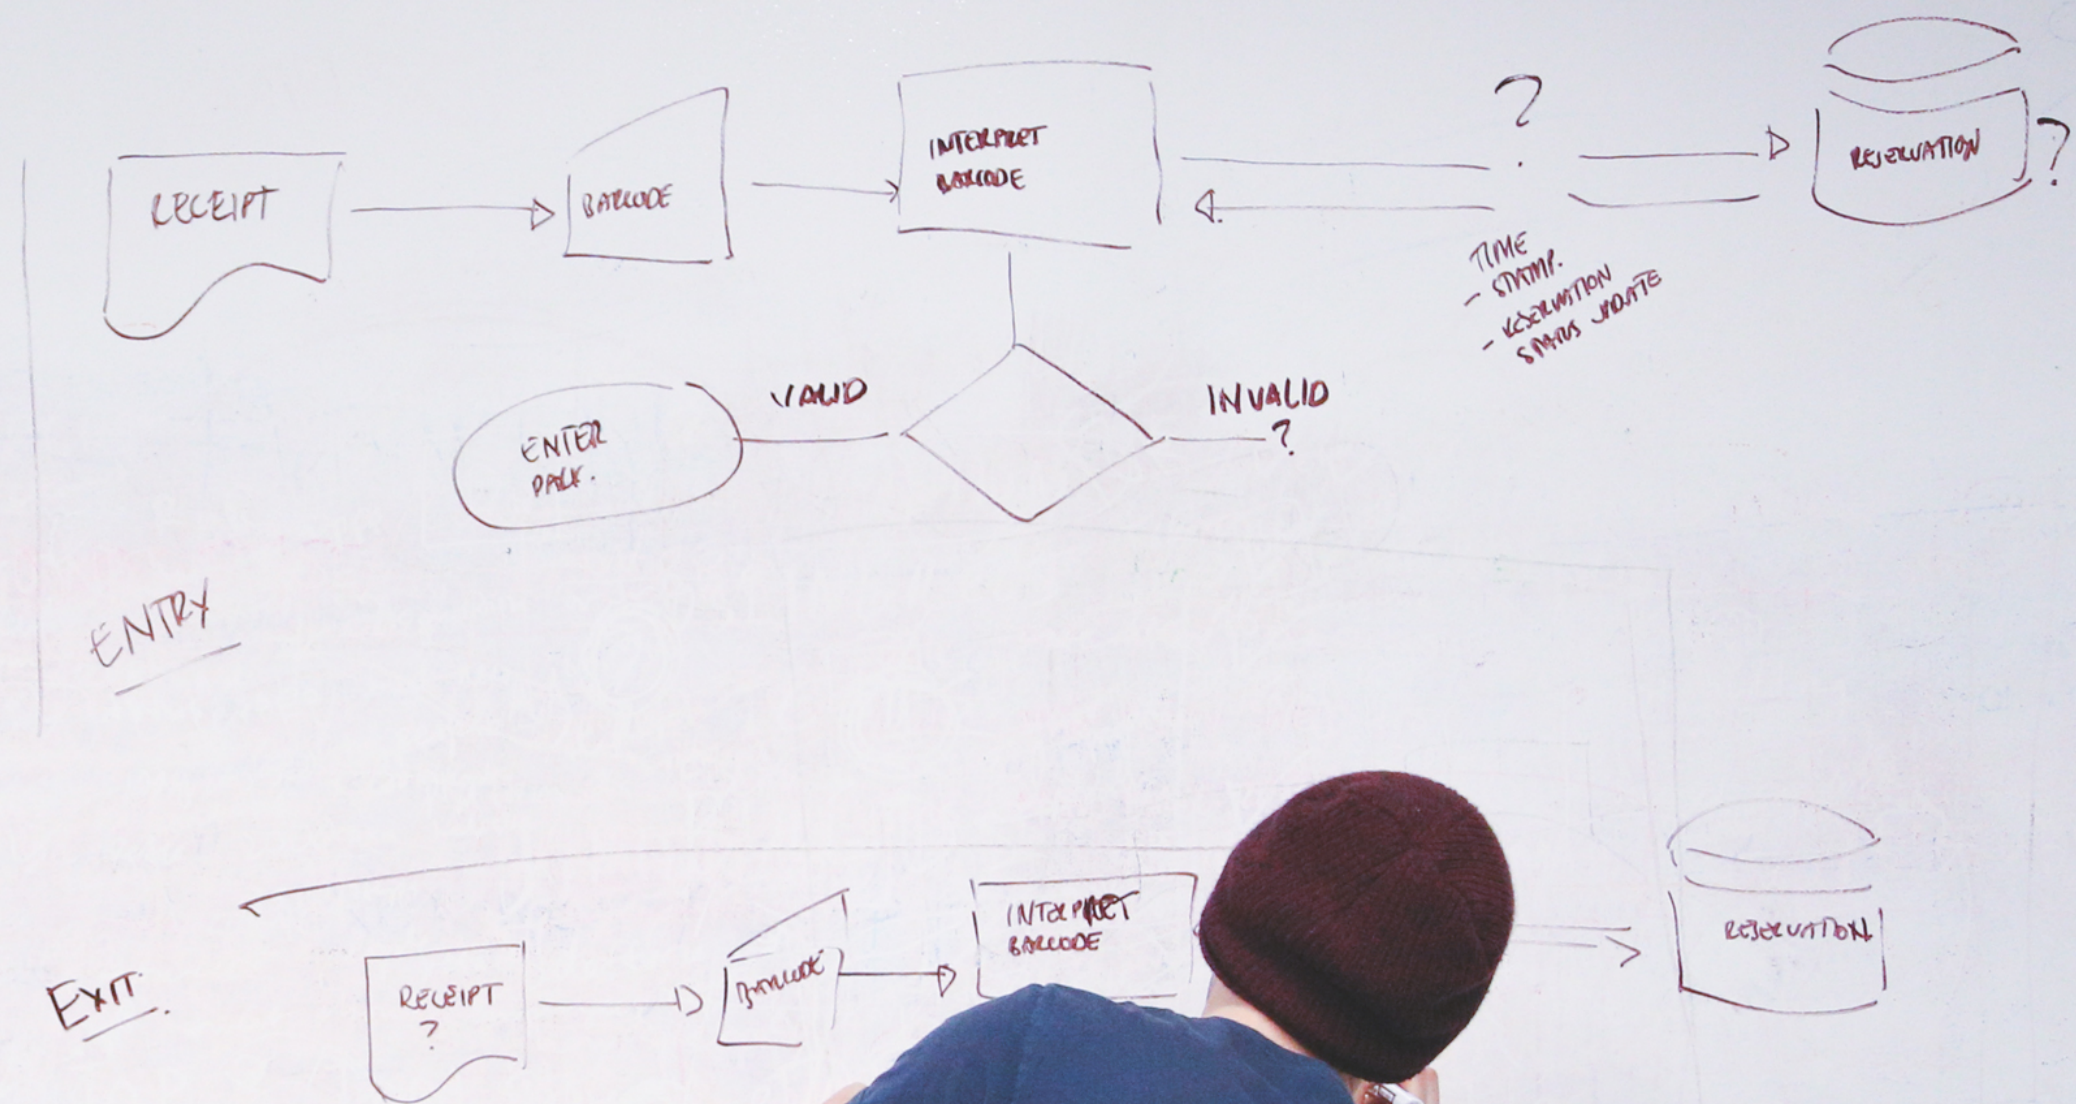 RECEIPT
BARCODE
INTERPRET
BARCODE
?
RESERVATION
?
TIME
- STAMP.
- RESERVATION
STATUS UPDATE
ENTER
PARK.
VALID
INVALID
?
ENTRY
EXIT.
RECEIPT
?
BARCODE
INTERPRET
BARCODE
RESERVATION